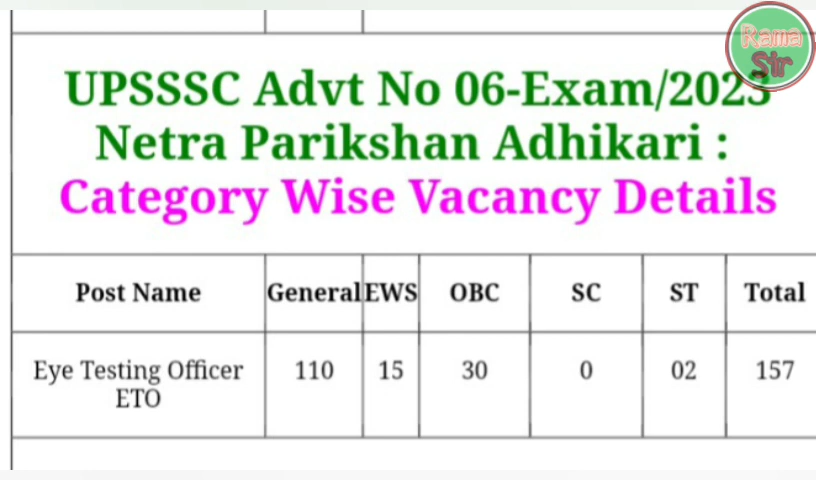 Rama
Sir
UPSSSC Advt No 06-Exam/2023
Netra Parikshan Adhikari :
Category Wise Vacancy Details
Post Name General EWS OBC SC ST Total
Eye Testing Officer 110 15 30 0 02 157
ETO